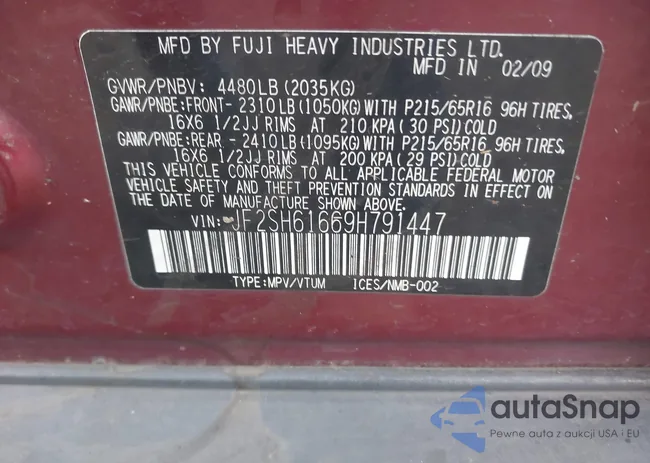 MFD BY FUJI HEAVY INDUSTRIES LTD.
MFD IN 02/09
GVWR/PNBV: 4480LB (2035KG)
GAWR/PNBE:FRONT-2310LB(1050KG)WITH P215/65R16 96H TIRES,
16X6 1/2JJ RIMS AT 210 KPA(30 PSI)COLD
GAWR/PNBE:REAR -2410LB(1095KG)WITH P215/65R16 96H TIRES,
16X6 1/2JJ RIMS AT 200 KPA(29 PSI)COLD
THIS VEHICLE CONFORMS TO ALL APPLICABLE FEDERAL MOTOR
VEHICLE SAFETY AND THEFT PREVENTION STANDARDS IN EFFECT ON
THE DATE OF MANUFACTURE SHOWN ABOVE.
VIN: JF2SH61669H791447
TYPE:MPV/VTUM ICES/NMB-002
autaSnap
Pewne auta z aukcji USA i EU